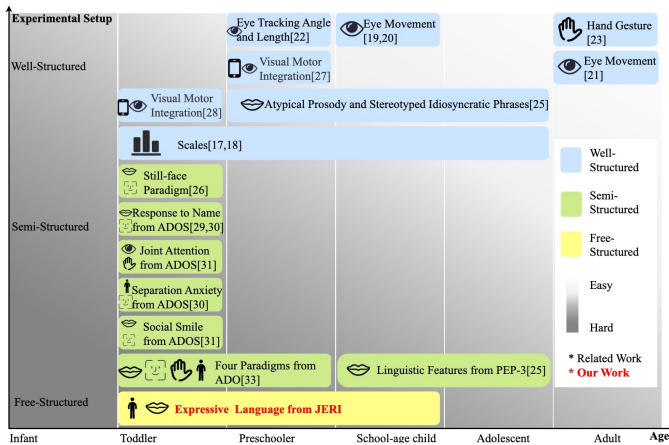 Experimental Setup
Eye Tracking Angle
and Length[22]
Eye Movement
[19,20]
Hand Gesture
[23]
Well-Structured
Visual Motor
Integration[27]
Eye Movement
[21]
Visual Motor
Integration[28]
Atypical Prosody and Stereotyped Idiosyncratic Phrases[25]
Scales[17,18]
Still-face
Paradigm[26]
Response to Name
from ADOS[29,30]
Semi-Structured
Joint Attention
from ADOS[31]
Separation Anxiety
from ADOS[30]
Social Smile
from ADOS[31]
Four Paradigms from
ADO[33]
Linguistic Features from PEP-3[25]
Free-Structured
Expressive Language from JERI
Well-
Structured
Semi-
Structured
Free-
Structured
Easy
Hard
* Related Work
* Our Work
Infant
Toddler
Preschooler
School-age child
Adolescent
Adult
Age